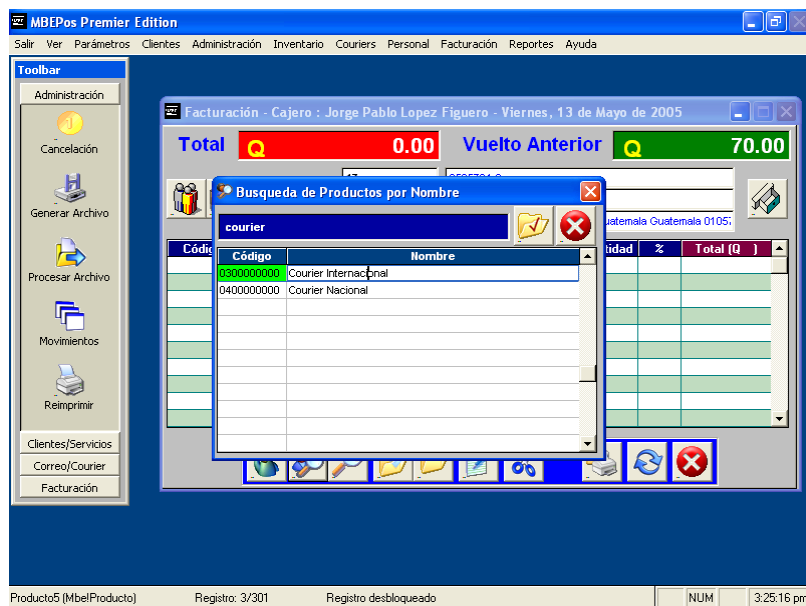 MBEPos Premier Edition
Salir Ver Parámetros Clientes Administración Inventario Couriers Personal Facturación Reportes Ayuda
Toolbar
Administración
Cancelación
Generar Archivo
Procesar Archivo
Movimientos
Reimprimir
Clientes/Servicios
Correo/Courier
Facturación
Facturación - Cajero : Jorge Pablo Lopez Figuero - Viernes, 13 de Mayo de 2005
Total Q 0.00 Vuelto Anterior Q 70.00
uatemala Guatemala 0105
Códig tidad % Total (Q )
Busqueda de Productos por Nombre
courier
Código Nombre
0300000000 Courier Internacional
0400000000 Courier Nacional
Producto5 (Mbe!Producto) Registro: 3/301 Registro desbloqueado NUM 3:25:16 pm